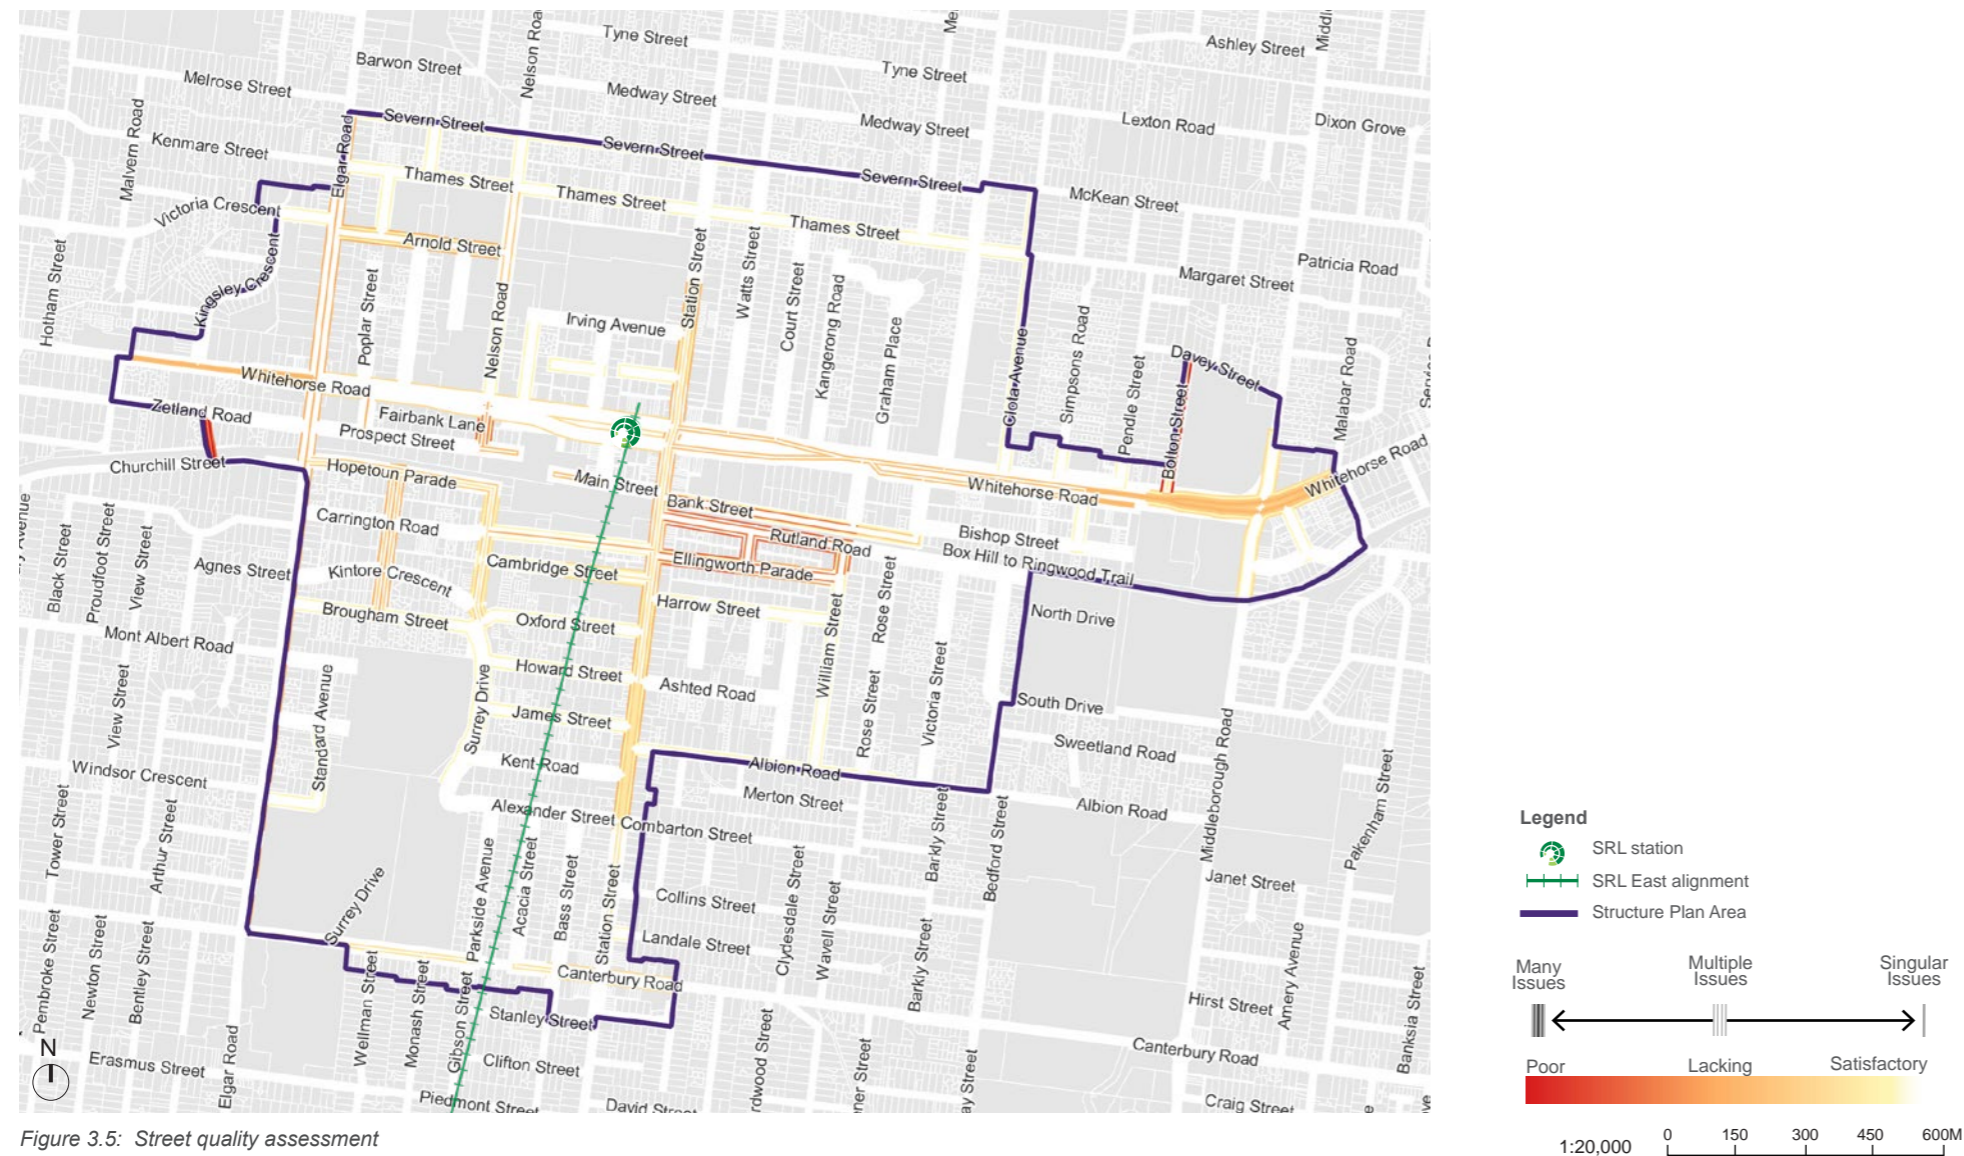 Tyne Street
Ashley Street
Barwon Street
Nelson Roa
Tyne Street
Melrose Street
Medway Street
Malvern Road
Severn Street
Medway Street
Lexton Road
Dixon Grove
Kenmare Street
Elgar Road
Severn Street
Severn Street
Thames Street
Thames Street
McKean Street
Victoria Crescent
Thames Street
Arnold Street
Station Street
Watts Street
Hotham Street
Kingsley Crescent
Poplar Street
Nelson Road
Court Street
Kangerong Road
Margaret Street
Patricia Road
Irving Avenue
Graham Place
Clota Avenue
Simpsons Road
Pendle Street
Davey Street
Bolton Street
Malabar Road
Whitehorse Road
Zetland Road
Fairbank Lane
Prospect Street
Churchill Street
Hopetoun Parade
Main Street
Bank Street
Whitehorse Road
Whitehorse Road
Black Street
Proudfoot Street
View Street
Carrington Road
Rutland Road
Bishop Street
Box Hill to Ringwood Trail
Agnes Street
Kintore Crescent
Cambridge Street
Ellingworth Parade
Brougham Street
Oxford Street
Harrow Street
William Street
Rose Street
North Drive
Mont Albert Road
Howard Street
Ashted Road
View Street
Standard Avenue
Surrey Drive
James Street
Rose Street
Victoria Street
South Drive
Sweetland Road
Middleborough Road
Windsor Crescent
Kent Road
Albion Road
Merton Street
Albion Road
Pakenham Street
Tower Street
Arthur Street
Alexander Street
Combarton Street
Barkly Street
Bedford Street
Surrey Drive
Parkside Avenue
Acacia Street
Bass Street
Station Street
Collins Street
Clydesdale Street
Wavell Street
Janet Street
Pembroke Street
Newton Street
Bentley Street
Landale Street
Barkly Street
Amery Avenue
Canterbury Road
Wellman Street
Monash Street
Gibson Street
Stanley Street
Hirst Street
Banksia Street
Elgar Road
Erasmus Street
Clifton Street
Canterbury Road
Piedmont Street
David Stree
rdwood Street
ner Street
ay Street
Craig Street
N
Legend
SRL station
SRL East alignment
Structure Plan Area
Many Issues
Multiple Issues
Singular Issues
Poor
Lacking
Satisfactory
1:20,000
0 150 300 450 600M
Figure 3.5: Street quality assessment